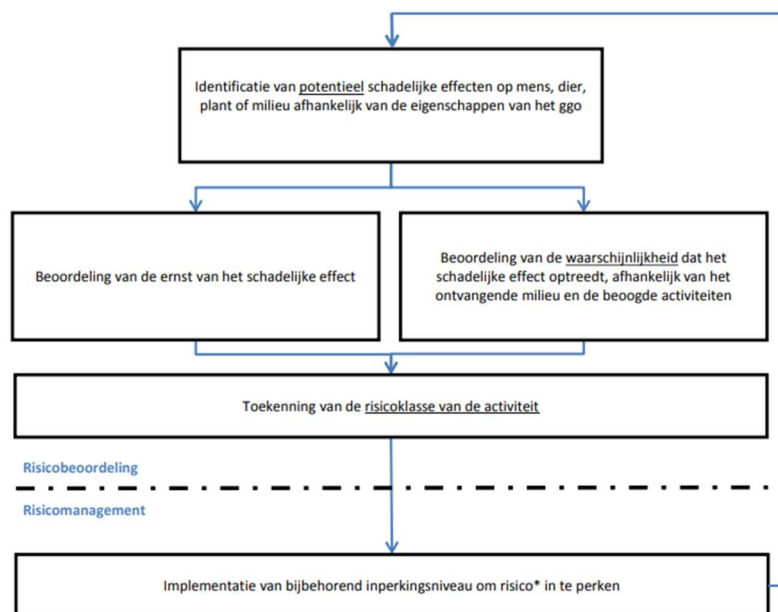 Identificatie van potentieel schadelijke effecten op mens, dier,
plant of milieu afhankelijk van de eigenschappen van het ggo
Beoordeling van de ernst van het schadelijke effect
Beoordeling van de waarschijnlijkheid dat het
schadelijke effect optreedt, afhankelijk van het
ontvangende milieu en de beoogde activiteiten
Toekenning van de risicoklasse van de activiteit
Risicobeoordeling
Risicomanagement
Implementatie van bijbehorend inperkingsniveau om risico* in te perken